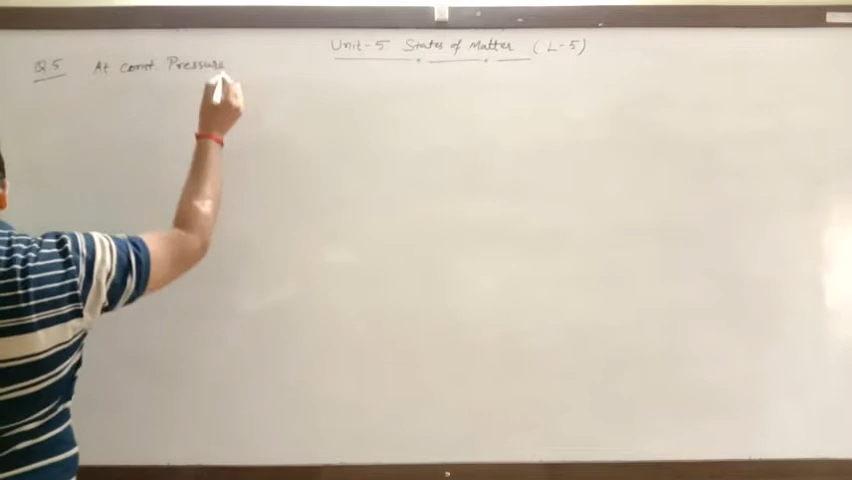 Unit-5 States of Matter (L-5)
Q.5 At const. Pressure